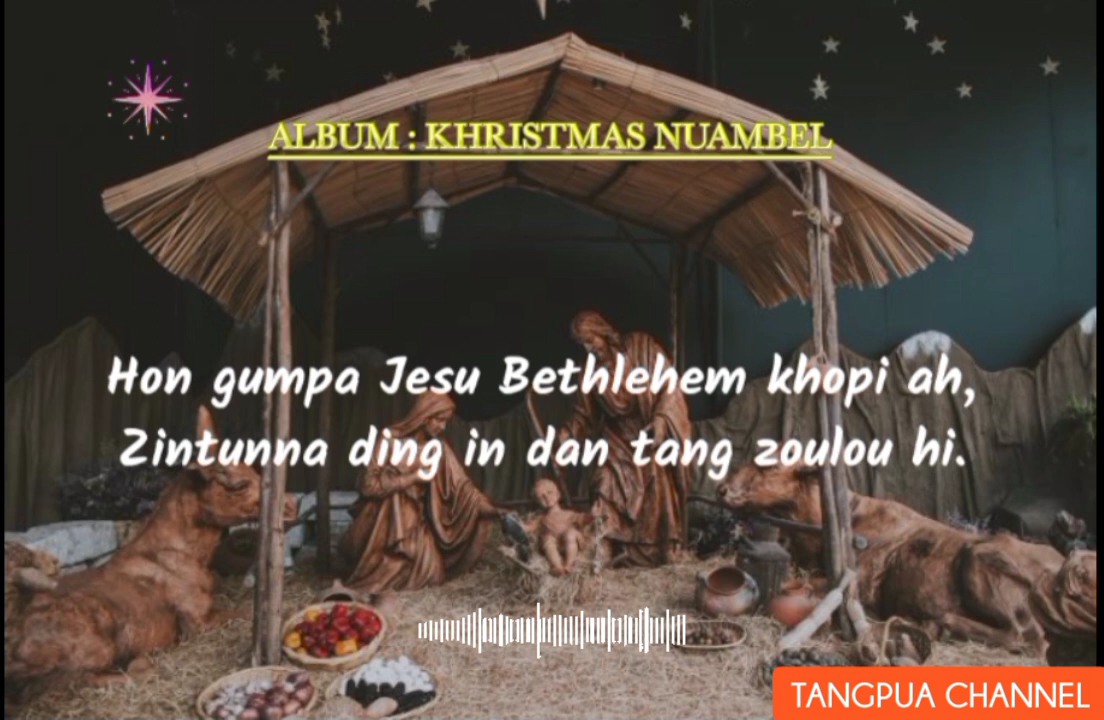 ALBUM : KHRISTMAS NUAMBEL
Hon gumpa Jesu Bethlehem khopi ah,
Zintunna ding in dan tang zoulou hi.
TANGPUA CHANNEL